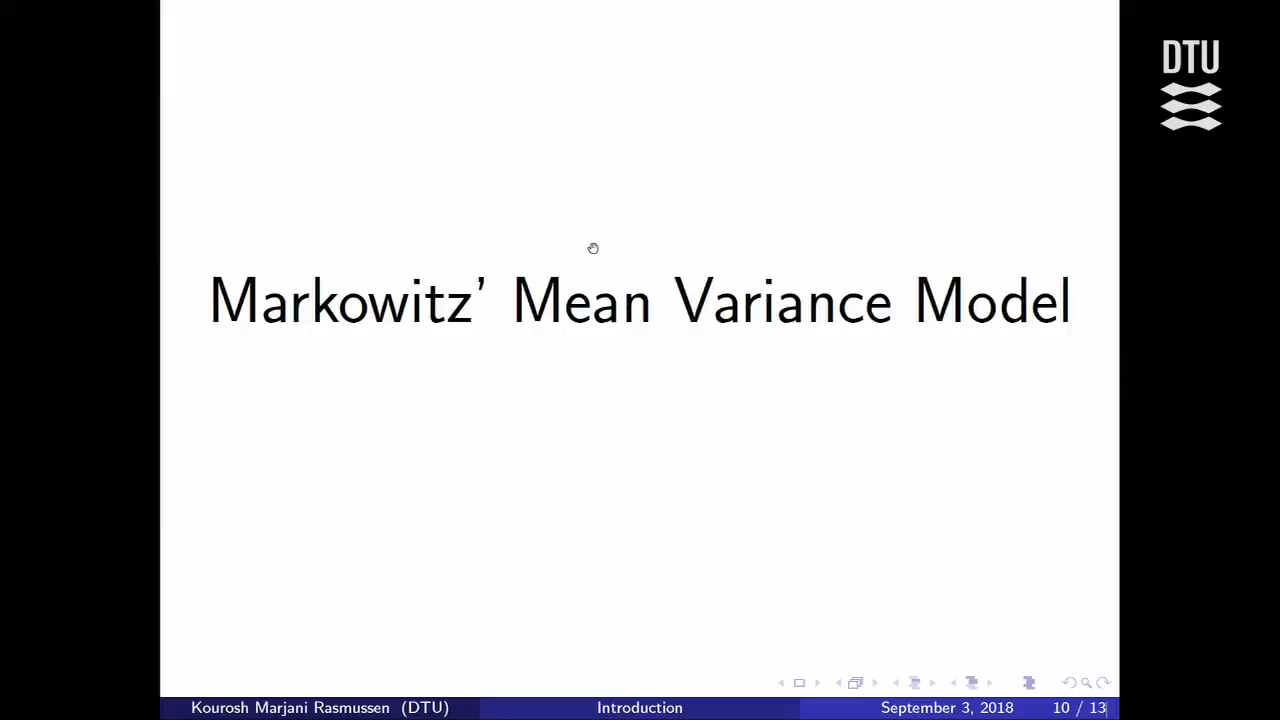 DTU
Markowitz’ Mean Variance Model
Kourosh Marjani Rasmussen (DTU) Introduction September 3, 2018 10 / 13